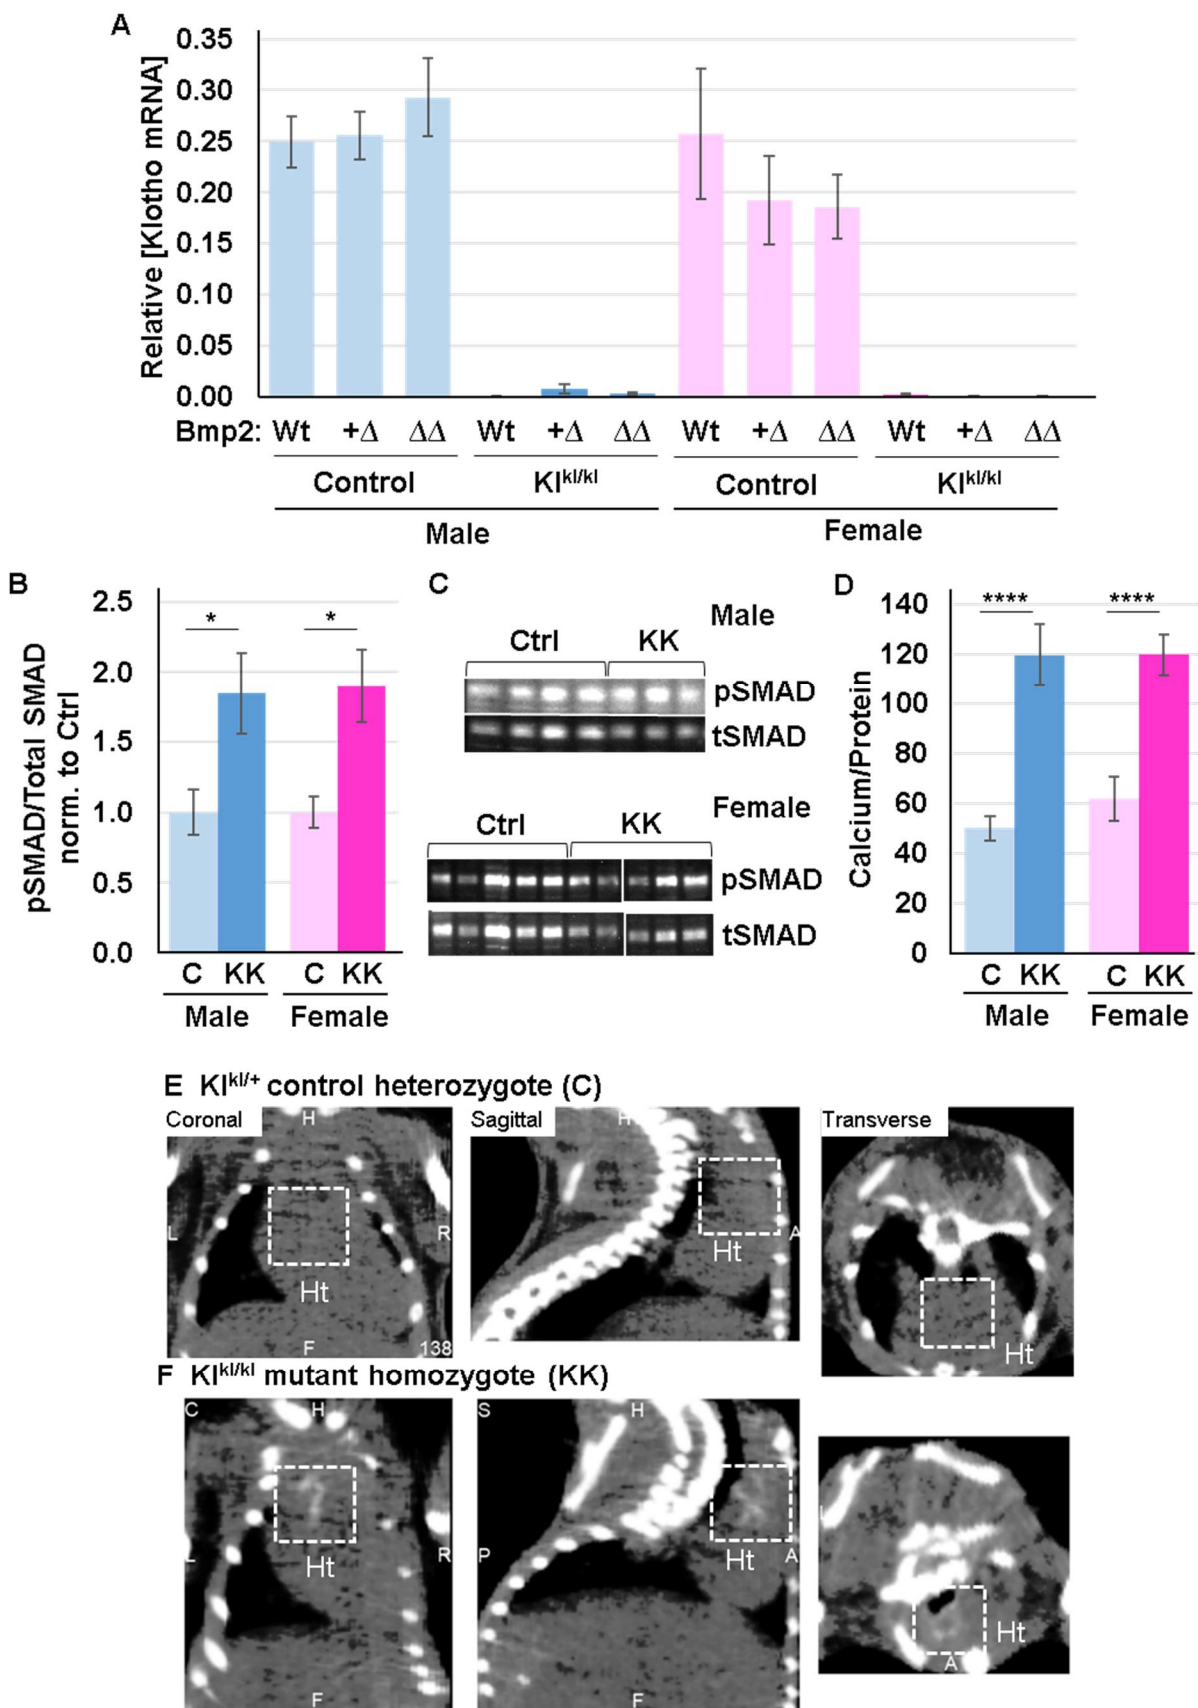 A
Relative [Klotho mRNA]
0.35
0.30
0.25
0.20
0.15
0.10
0.05
0.00
Bmp2: Wt +Δ ΔΔ Wt +Δ ΔΔ Wt +Δ ΔΔ Wt +Δ ΔΔ
Control Kl^kl/kl Control Kl^kl/kl
Male Female
B
pSMAD/Total SMAD
norm. to Ctrl
2.5
2.0
1.5
1.0
0.5
0.0
* *
C KK C KK
Male Female
C
Male
Ctrl KK
pSMAD
tSMAD
Female
Ctrl KK
pSMAD
tSMAD
D
Calcium/Protein
140
120
100
80
60
40
20
0
**** ****
C KK C KK
Male Female
E Kl^kl/+ control heterozygote (C)
Coronal H L R Ht F 138
Sagittal H A Ht
Transverse Ht
F Kl^kl/kl mutant homozygote (KK)
C H L R Ht F
S H P A Ht F
L Ht A